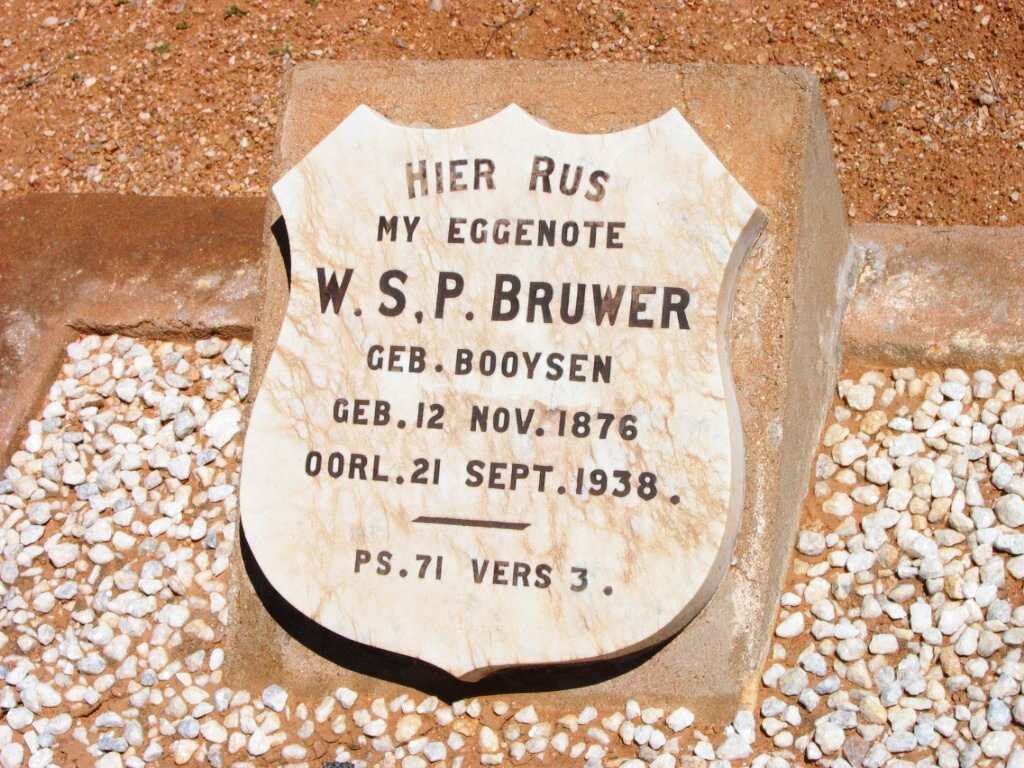 HIER RUS
MY EGGENOTE
W.S.P. BRUWER
GEB. BOOYSEN
GEB. 12 NOV. 1876
OORL. 21 SEPT. 1938.
PS. 71 VERS 3.